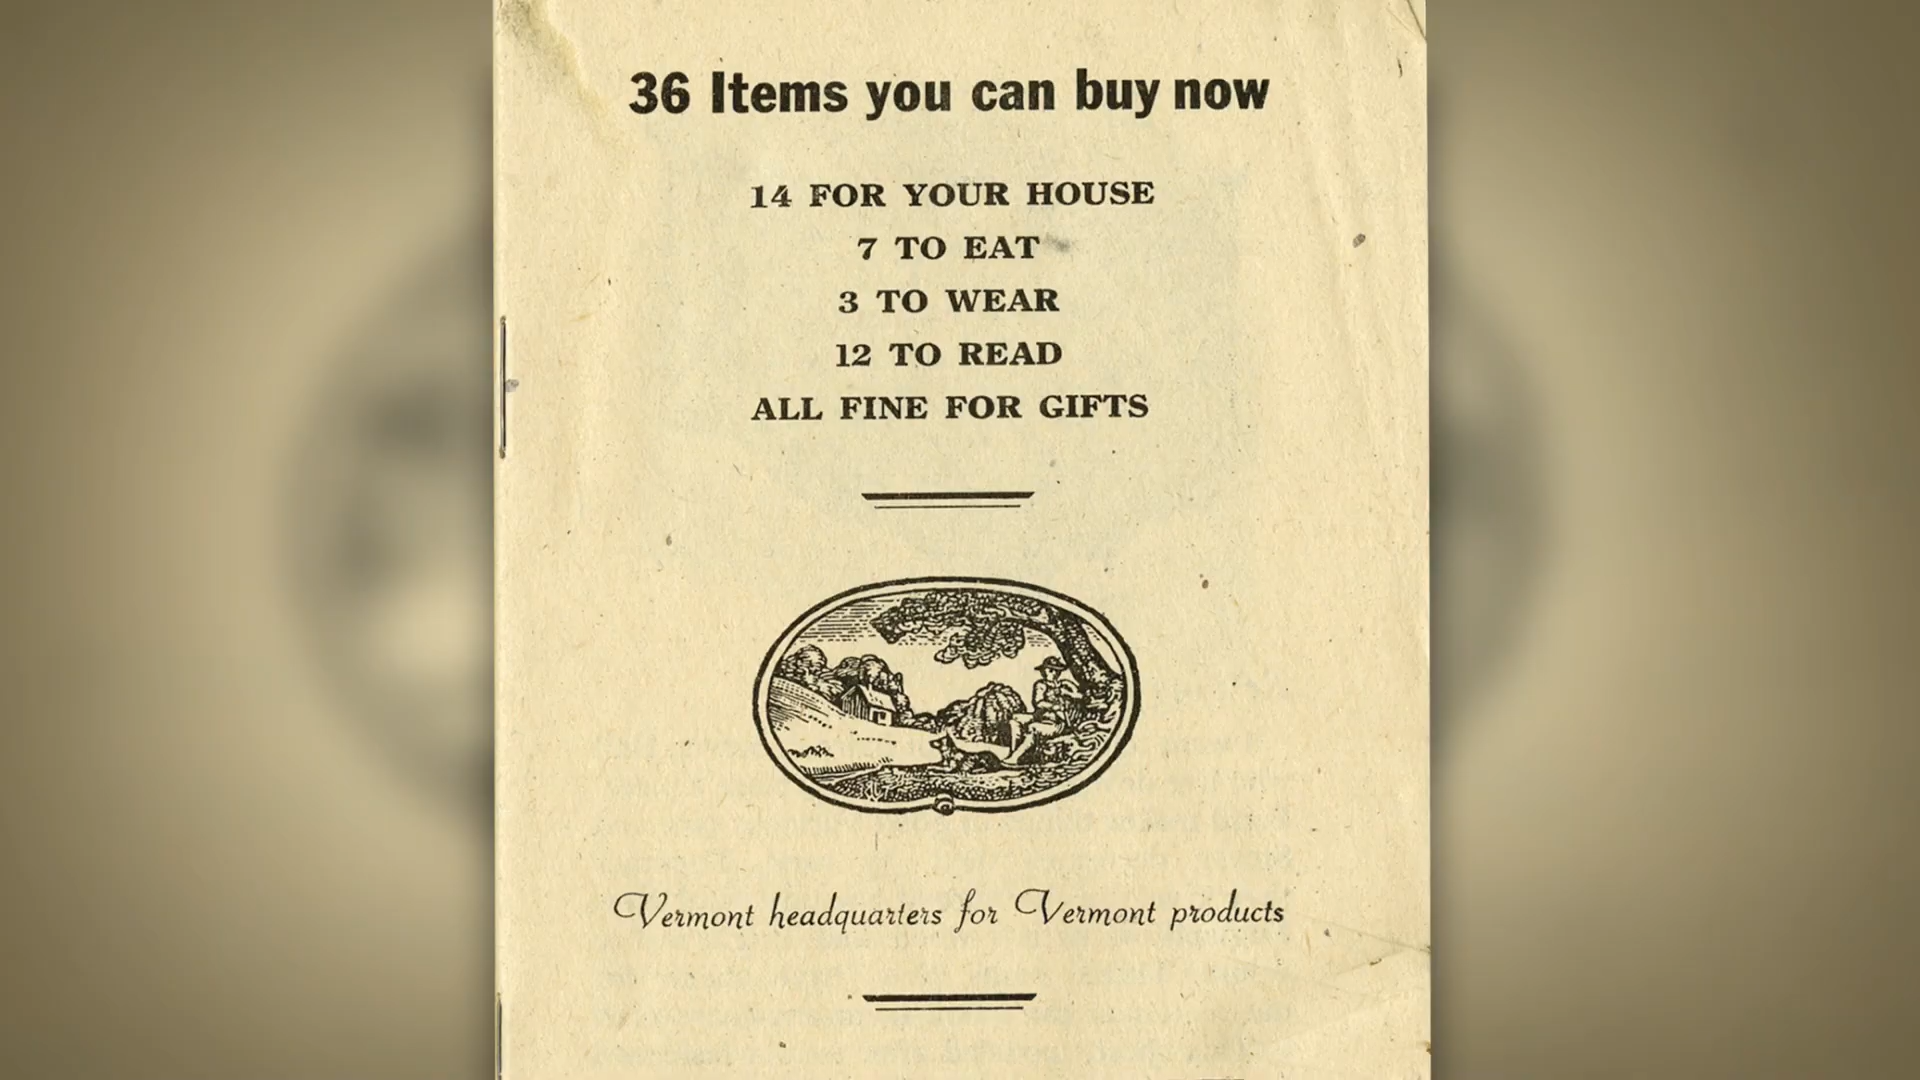 36 Items you can buy now
14 FOR YOUR HOUSE
7 TO EAT
3 TO WEAR
12 TO READ
ALL FINE FOR GIFTS
Vermont headquarters for Vermont products